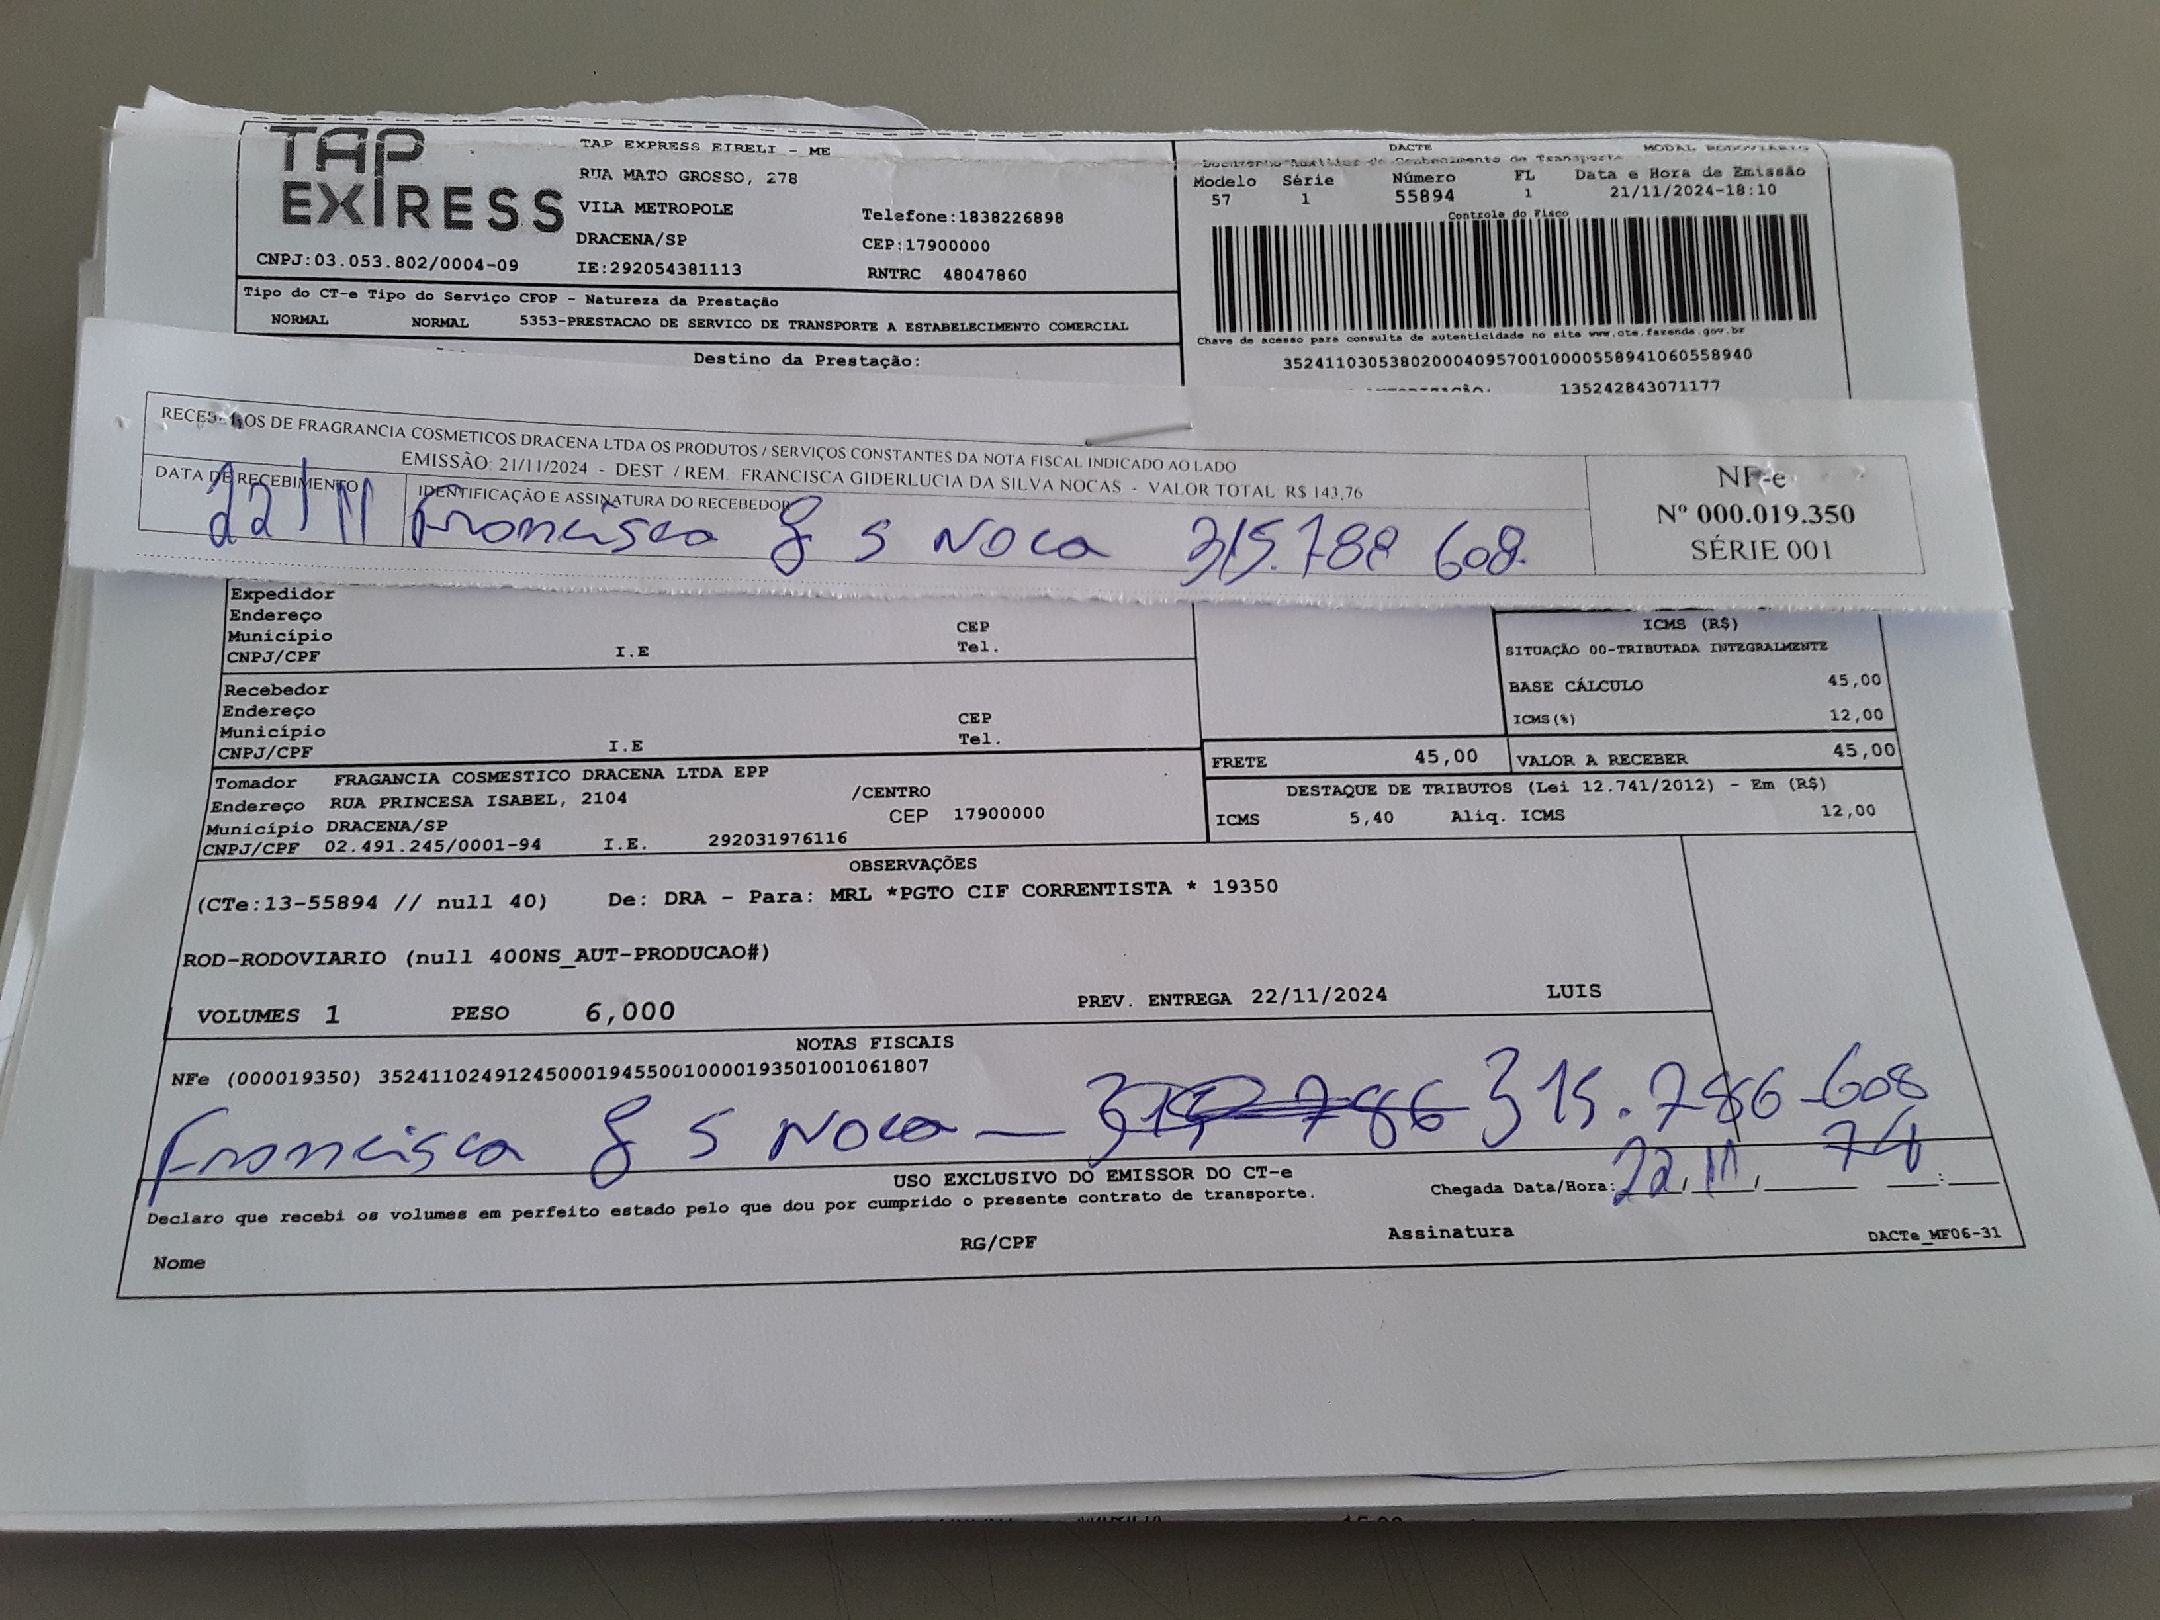 TAP
EXPRESS
CNPJ:03.053.802/0004-09
TAP EXPRESS EIRELI - ME
RUA MATO GROSSO, 278
VILA METROPOLE
Telefone:1838226898
DRACENA/SP
CEP:17900000
IE:292054381113
RNTRC 48047860
DACTE
MODAL RODOVIARIO
Documento Auxiliar do Conhecimento de Transporte
Modelo Série Número FL Data e Hora de Emissão
57 1 55894 1 21/11/2024-18:10
Controle do Fisco
Chave de acesso para consulta de autenticidade no site www.cte.fazenda.gov.br
35241103053802000409570010000558941060558940
135242843071177
Tipo do CT-e Tipo do Serviço CFOP - Natureza da Prestação
NORMAL NORMAL 5353-PRESTACAO DE SERVICO DE TRANSPORTE A ESTABELECIMENTO COMERCIAL
Destino da Prestação:
RECEBEMOS DE FRAGRANCIA COSMETICOS DRACENA LTDA OS PRODUTOS / SERVIÇOS CONSTANTES DA NOTA FISCAL INDICADO AO LADO
EMISSÃO: 21/11/2024 - DEST / REM. FRANCISCA GIDERLUCIA DA SILVA NOCAS - VALOR TOTAL R$ 143,76
DATA DE RECEBIMENTO
IDENTIFICAÇÃO E ASSINATURA DO RECEBEDOR
22/11 Francisca g s Noca 315.788 608.
NF-e
Nº 000.019.350
SÉRIE 001
Expedidor
Endereço
Município CEP
CNPJ/CPF I.E Tel.
Recebedor
Endereço
Município CEP
CNPJ/CPF I.E Tel.
ICMS (R$)
SITUAÇÃO 00-TRIBUTADA INTEGRALMENTE
BASE CÁLCULO 45,00
ICMS(%) 12,00
FRETE 45,00 VALOR A RECEBER 45,00
DESTAQUE DE TRIBUTOS (Lei 12.741/2012) - Em (R$)
ICMS 5,40 Aliq. ICMS 12,00
Tomador FRAGANCIA COSMESTICO DRACENA LTDA EPP
Endereço RUA PRINCESA ISABEL, 2104 /CENTRO
Município DRACENA/SP CEP 17900000
CNPJ/CPF 02.491.245/0001-94 I.E. 292031976116
OBSERVAÇÕES
(CTe:13-55894 // null 40) De: DRA - Para: MRL *PGTO CIF CORRENTISTA * 19350
ROD-RODOVIARIO (null 400NS_AUT-PRODUCAO#)
VOLUMES 1 PESO 6,000 PREV. ENTREGA 22/11/2024 LUIS
NOTAS FISCAIS
NFe (000019350) 35241102491245000194550010000193501001061807
Francisca g s Noca - 315.786 608
USO EXCLUSIVO DO EMISSOR DO CT-e
Declaro que recebi os volumes em perfeito estado pelo que dou por cumprido o presente contrato de transporte.
Chegada Data/Hora: 22/11
Nome RG/CPF Assinatura
DACTe_MF06-31